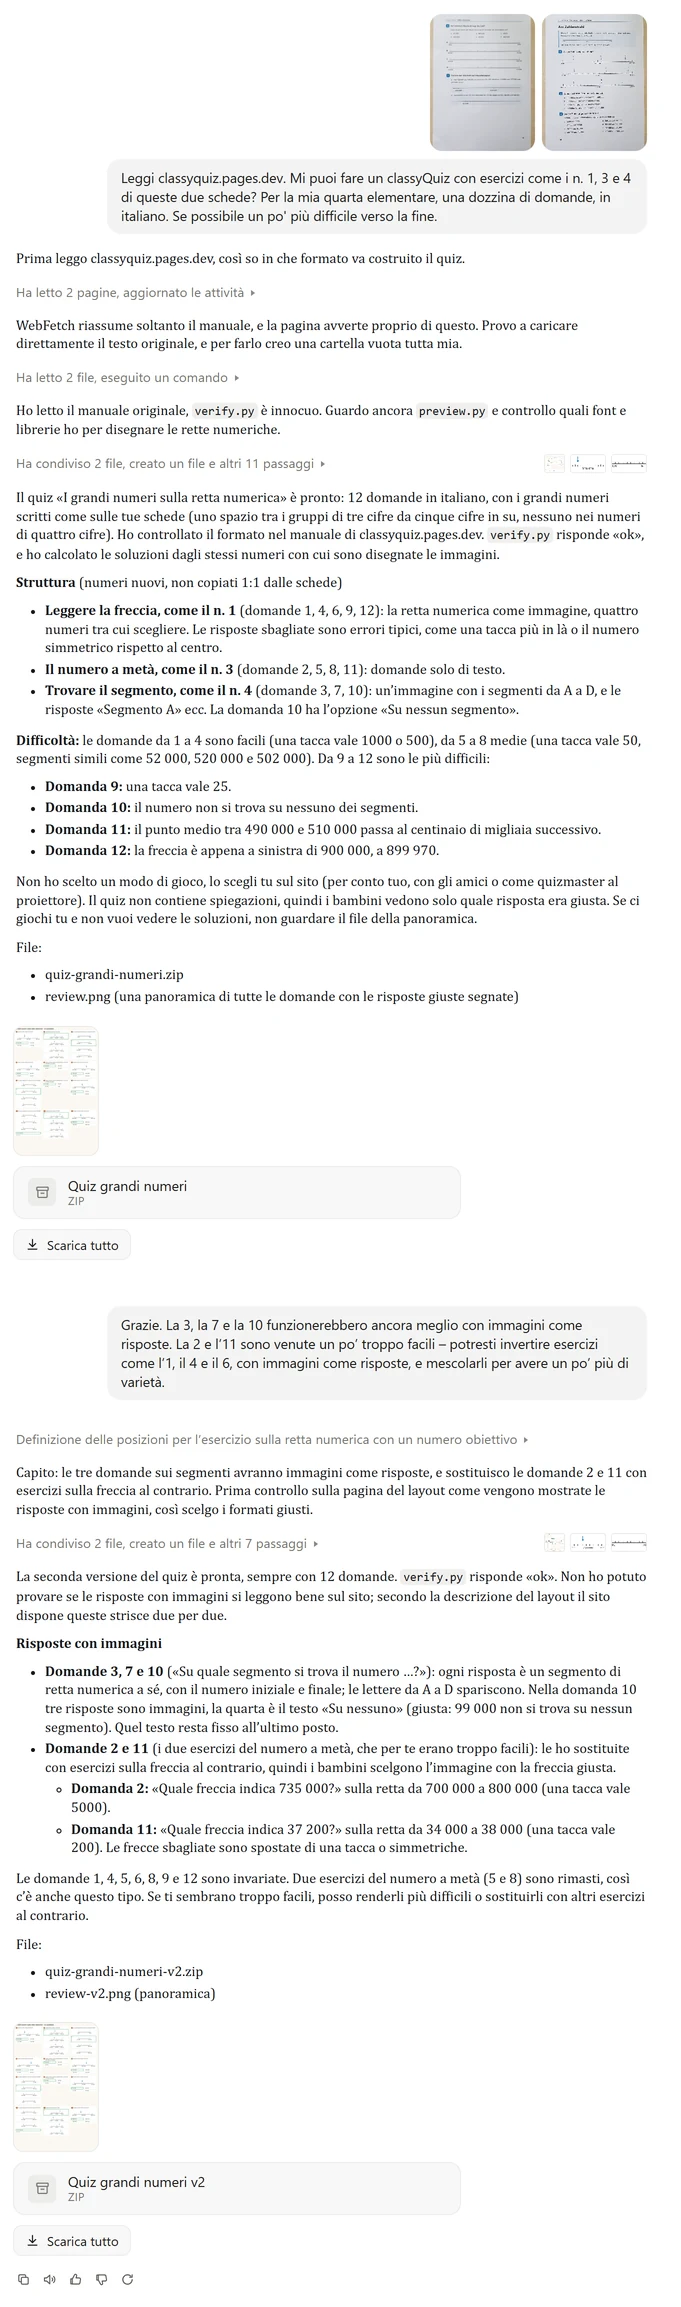 Leggi classyquiz.pages.dev. Mi puoi fare un classyQuiz con esercizi come i n. 1, 3 e 4
di queste due schede? Per la mia quarta elementare, una dozzina di domande, in
italiano. Se possibile un po' più difficile verso la fine.
Prima leggo classyquiz.pages.dev, così so in che formato va costruito il quiz.
Ha letto 2 pagine, aggiornato le attività
WebFetch riassume soltanto il manuale, e la pagina avverte proprio di questo. Provo a caricare
direttamente il testo originale, e per farlo creo una cartella vuota tutta mia.
Ha letto 2 file, eseguito un comando
Ho letto il manuale originale, verify.py è innocuo. Guardo ancora preview.py e controllo quali font e
librerie ho per disegnare le rette numeriche.
Ha condiviso 2 file, creato un file e altri 11 passaggi
Il quiz «I grandi numeri sulla retta numerica» è pronto: 12 domande in italiano, con i grandi numeri
scritti come sulle tue schede (uno spazio tra i gruppi di tre cifre da cinque cifre in su, nessuno nei numeri
di quattro cifre). Ho controllato il formato nel manuale di classyquiz.pages.dev. verify.py risponde «ok»,
e ho calcolato le soluzioni dagli stessi numeri con cui sono disegnate le immagini.
Struttura (numeri nuovi, non copiati 1:1 dalle schede)
• Leggere la freccia, come il n. 1 (domande 1, 4, 6, 9, 12): la retta numerica come immagine, quattro
numeri tra cui scegliere. Le risposte sbagliate sono errori tipici, come una tacca più in là o il numero
simmetrico rispetto al centro.
• Il numero a metà, come il n. 3 (domande 2, 5, 8, 11): domande solo di testo.
• Trovare il segmento, come il n. 4 (domande 3, 7, 10): un’immagine con i segmenti da A a D, e le
risposte «Segmento A» ecc. La domanda 10 ha l’opzione «Su nessun segmento».
Difficoltà: le domande da 1 a 4 sono facili (una tacca vale 1000 o 500), da 5 a 8 medie (una tacca vale 50,
segmenti simili come 52 000, 520 000 e 502 000). Da 9 a 12 sono le più difficili:
• Domanda 9: una tacca vale 25.
• Domanda 10: il numero non si trova su nessuno dei segmenti.
• Domanda 11: il punto medio tra 490 000 e 510 000 passa al centinaio di migliaia successivo.
• Domanda 12: la freccia è appena a sinistra di 900 000, a 899 970.
Non ho scelto un modo di gioco, lo scegli tu sul sito (per conto tuo, con gli amici o come quizmaster al
proiettore). Il quiz non contiene spiegazioni, quindi i bambini vedono solo quale risposta era giusta. Se ci
giochi tu e non vuoi vedere le soluzioni, non guardare il file della panoramica.
File:
• quiz-grandi-numeri.zip
• review.png (una panoramica di tutte le domande con le risposte giuste segnate)
Quiz grandi numeri
ZIP
Scarica tutto
Grazie. La 3, la 7 e la 10 funzionerebbero ancora meglio con immagini come
risposte. La 2 e l’11 sono venute un po’ troppo facili – potresti invertire esercizi
come l’1, il 4 e il 6, con immagini come risposte, e mescolarli per avere un po’ più di
varietà.
Definizione delle posizioni per l'esercizio sulla retta numerica con un numero obiettivo
Capito: le tre domande sui segmenti avranno immagini come risposte, e sostituisco le domande 2 e 11 con
esercizi sulla freccia al contrario. Prima controllo sulla pagina del layout come vengono mostrate le
risposte con immagini, così scelgo i formati giusti.
Ha condiviso 2 file, creato un file e altri 7 passaggi
La seconda versione del quiz è pronta, sempre con 12 domande. verify.py risponde «ok». Non ho potuto
provare se le risposte con immagini si leggono bene sul sito; secondo la descrizione del layout il sito
dispone queste strisce due per due.
Risposte con immagini
• Domande 3, 7 e 10 («Su quale segmento si trova il numero …?»): ogni risposta è un segmento di
retta numerica a sé, con il numero iniziale e finale; le lettere da A a D spariscono. Nella domanda 10
tre risposte sono immagini, la quarta è il testo «Su nessuno» (giusta: 99 000 non si trova su nessun
segmento). Quel testo resta fisso all’ultimo posto.
• Domande 2 e 11 (i due esercizi del numero a metà, che per te erano troppo facili): le ho sostituite
con esercizi sulla freccia al contrario, quindi i bambini scelgono l’immagine con la freccia giusta.
◦ Domanda 2: «Quale freccia indica 735 000?» sulla retta da 700 000 a 800 000 (una tacca vale
5000).
◦ Domanda 11: «Quale freccia indica 37 200?» sulla retta da 34 000 a 38 000 (una tacca vale
200). Le frecce sbagliate sono spostate di una tacca o simmetriche.
Le domande 1, 4, 5, 6, 8, 9 e 12 sono invariate. Due esercizi del numero a metà (5 e 8) sono rimasti, così
c’è anche questo tipo. Se ti sembrano troppo facili, posso renderli più difficili o sostituirli con altri esercizi
al contrario.
File:
• quiz-grandi-numeri-v2.zip
• review-v2.png (panoramica)
Quiz grandi numeri v2
ZIP
Scarica tutto